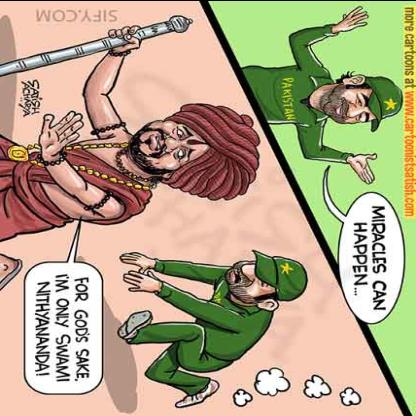 more cartoons at www.cartoonistsatish.com
PAKISTAN
MIRACLES CAN
HAPPEN...
SIFY.COM
SATISH
ACHARYA
FOR GOD'S SAKE,
I'M ONLY SWAMI
NITHYANANDA!